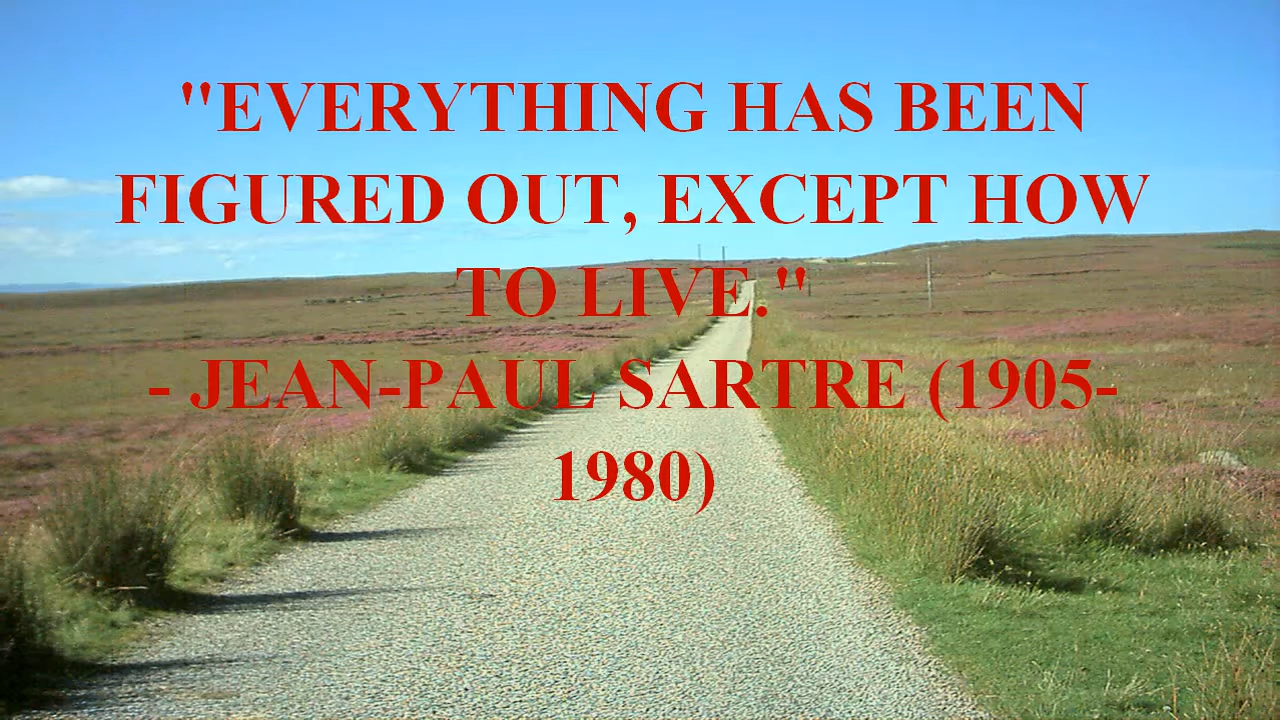 "EVERYTHING HAS BEEN
FIGURED OUT, EXCEPT HOW
TO LIVE."
- JEAN-PAUL SARTRE (1905-
1980)